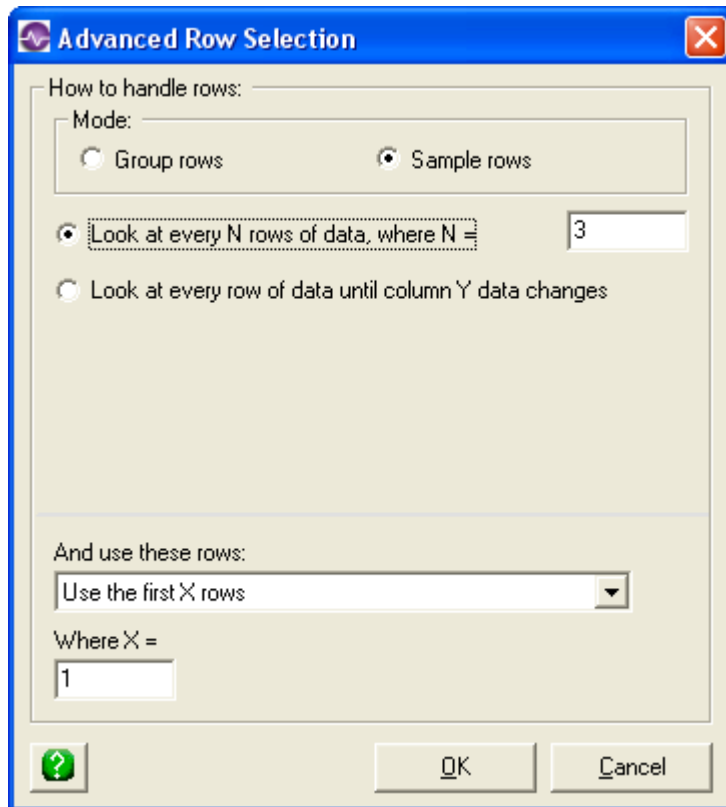 Advanced Row Selection
How to handle rows:
Mode:
Group rows Sample rows
Look at every N rows of data, where N = 3
Look at every row of data until column Y data changes
And use these rows:
Use the first X rows
Where X =
1
? OK Cancel